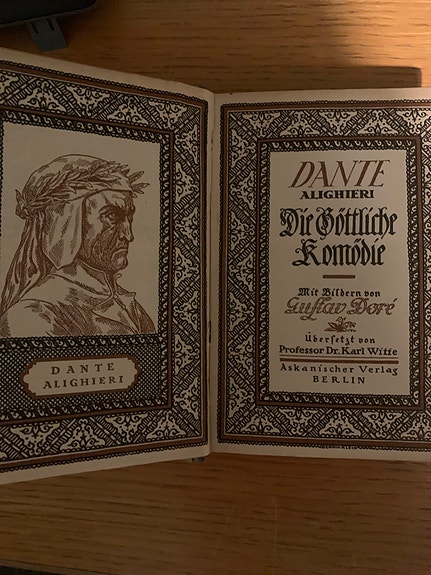 DANTE
ALIGHIERI
DANTE
ALIGHIERI
Die Göttliche
Komödie
Mit Bildern von
Gustav Doré
Übersetzt von
Professor Dr. Karl Witte
Askanischer Verlag
BERLIN